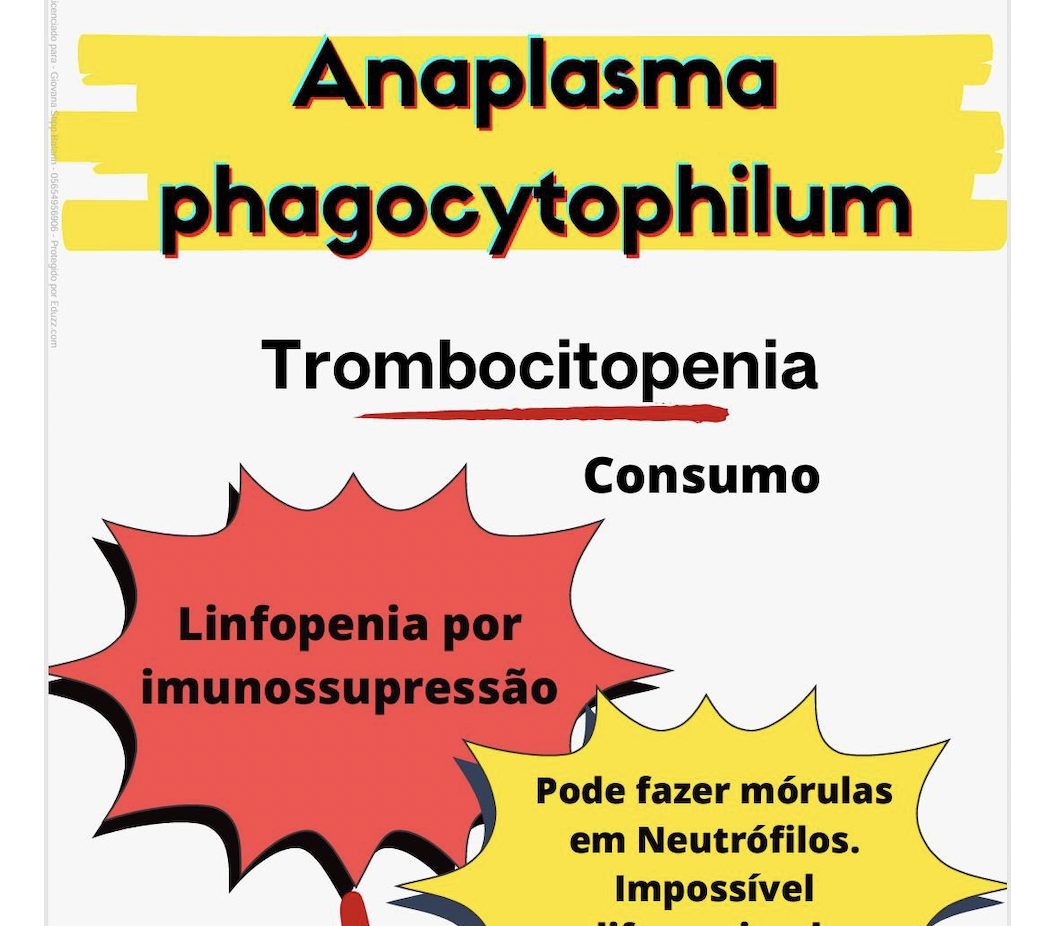 Anaplasma
phagocytophilum
Trombocitopenia
Consumo
Linfopenia por
imunossupressão
Pode fazer mórulas
em Neutrófilos.
Impossível